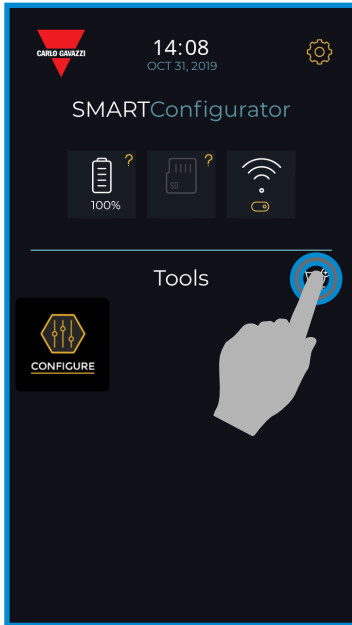 CARLO GAVAZZI
14:08
OCT 31, 2019
SMARTConfigurator
?
?
SD
100%
Tools
CONFIGURE